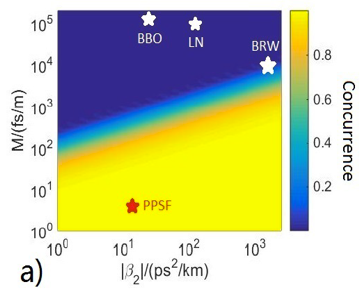 10^5
10^4
10^3
10^2
10^1
10^0
M/(fs/m)
BBO
LN
BRW
PPSF
0.8
0.6
0.4
0.2
Concurrence
10^0 10^1 10^2 10^3
|β_2|/(ps^2/km)
a)